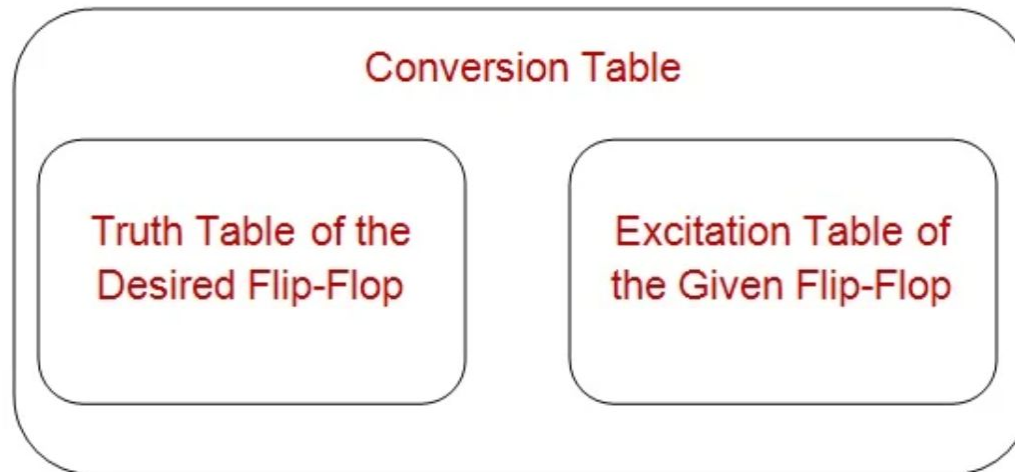 Conversion Table
Truth Table of the
Desired Flip-Flop
Excitation Table of
the Given Flip-Flop